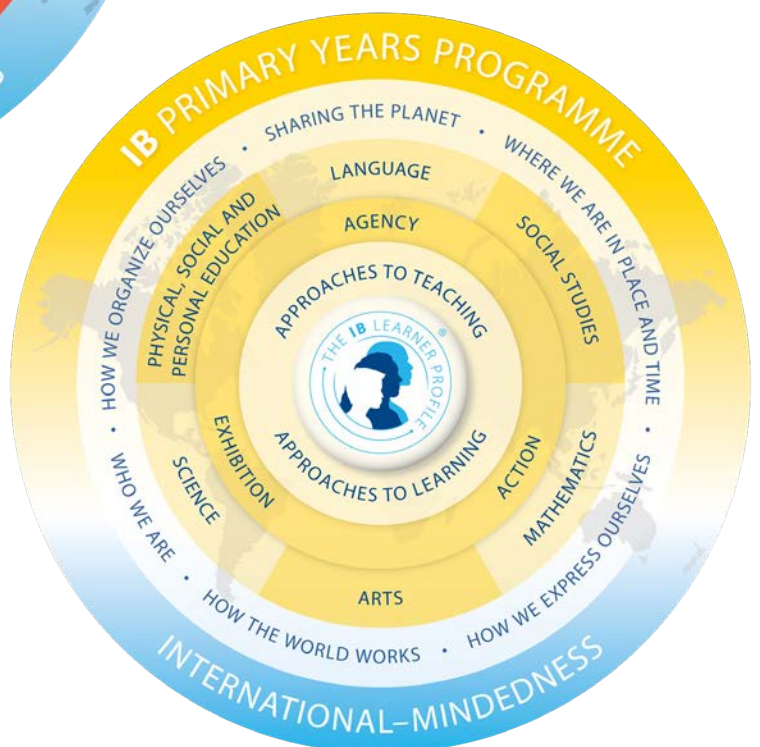 IB PRIMARY YEARS PROGRAMME
SHARING THE PLANET
WHERE WE ARE IN PLACE AND TIME
HOW WE EXPRESS OURSELVES
HOW THE WORLD WORKS
WHO WE ARE
HOW WE ORGANIZE OURSELVES
LANGUAGE
SOCIAL STUDIES
MATHEMATICS
ARTS
SCIENCE
PHYSICAL, SOCIAL AND
PERSONAL EDUCATION
AGENCY
ACTION
EXHIBITION
APPROACHES TO TEACHING
APPROACHES TO LEARNING
THE IB LEARNER PROFILE ®
INTERNATIONAL–MINDEDNESS